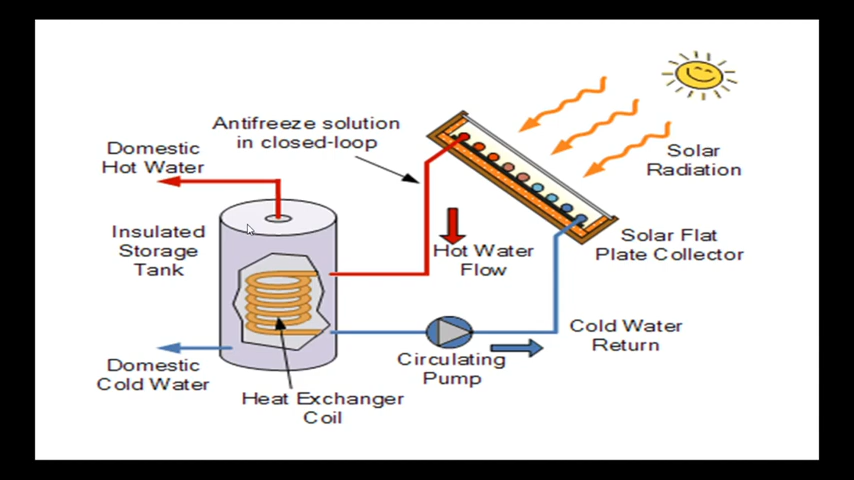 Antifreeze solution
in closed-loop
Domestic
Hot Water
Solar
Radiation
Insulated
Storage
Tank
Hot Water
Flow
Solar Flat
Plate Collector
Cold Water
Return
Circulating
Pump
Domestic
Cold Water
Heat Exchanger
Coil